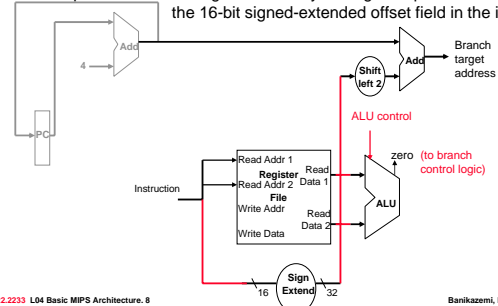 the 16-bit signed-extended offset field in the i
Add
4
PC
Shift
left 2
Add
Branch
target
address
ALU control
zero (to branch
control logic)
ALU
Instruction
Read Addr 1
Register
Read Addr 2
File
Write Addr
Write Data
Read
Data 1
Read
Data 2
Sign
Extend
16
32
2.2233 L04 Basic MIPS Architecture. 8
Banikazemi,